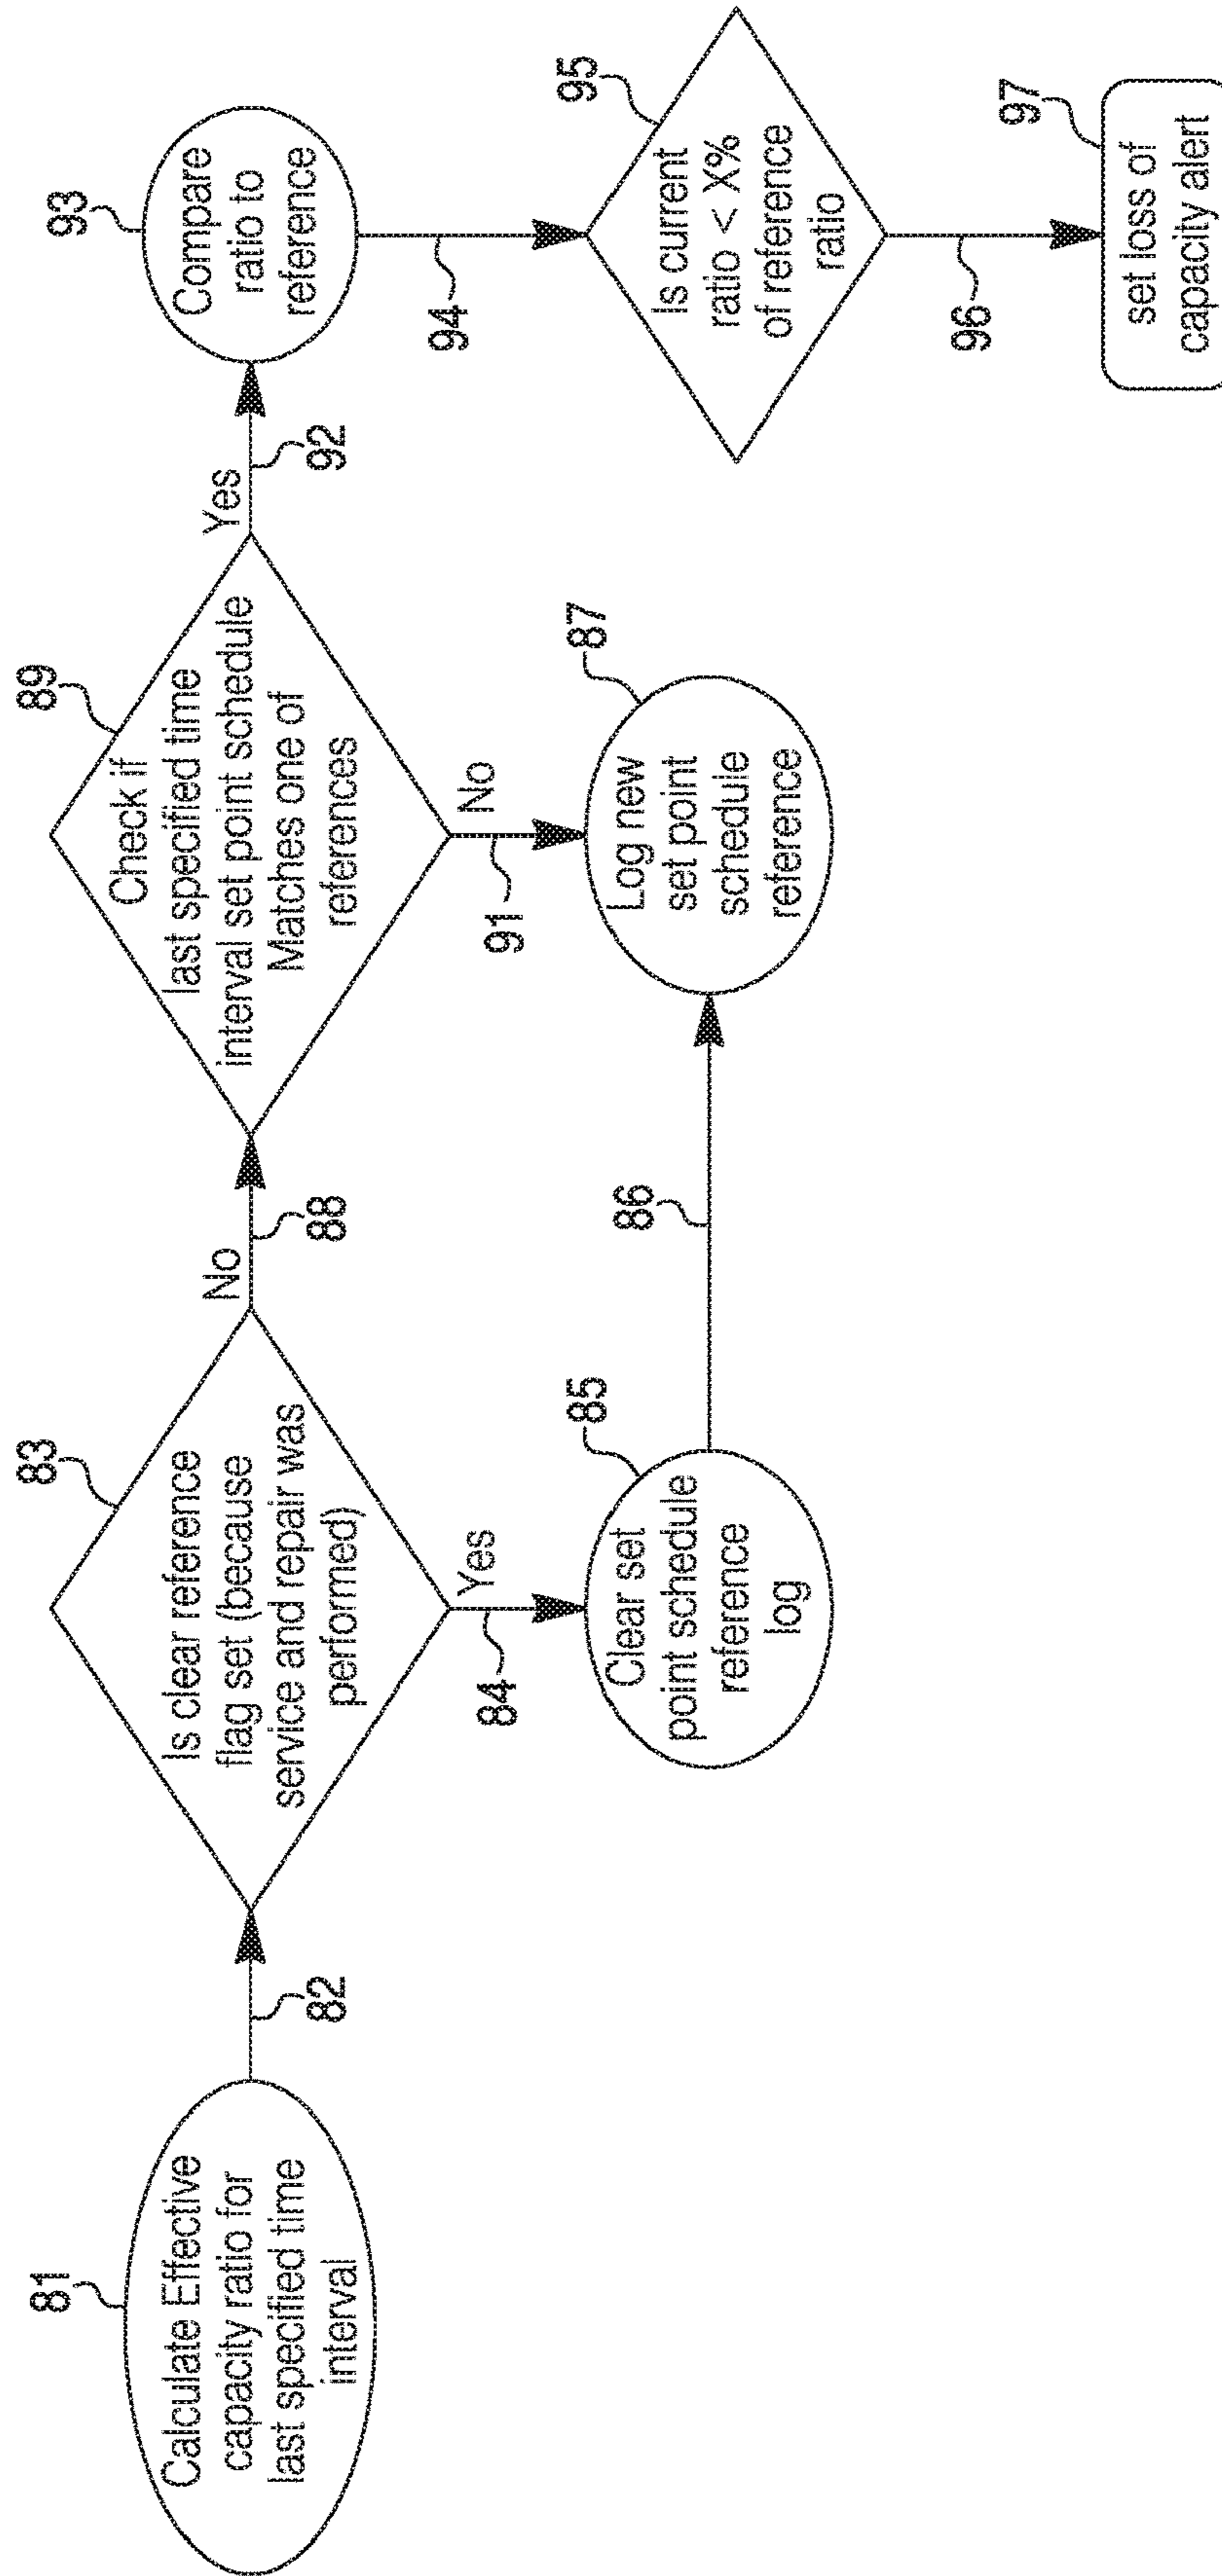 81
Calculate Effective
capacity ratio for
last specified time
interval
82
83
Is clear reference
flag set (because
service and repair was
performed)
No
88
Yes
84
85
Clear set
point schedule
reference
log
86
89
Check if
last specified time
interval set point schedule
Matches one of
references
Yes
92
No
91
87
Log new
set point
schedule
reference
93
Compare
ratio to
reference
94
95
Is current
ratio < X%
of reference
ratio
96
97
set loss of
capacity alert